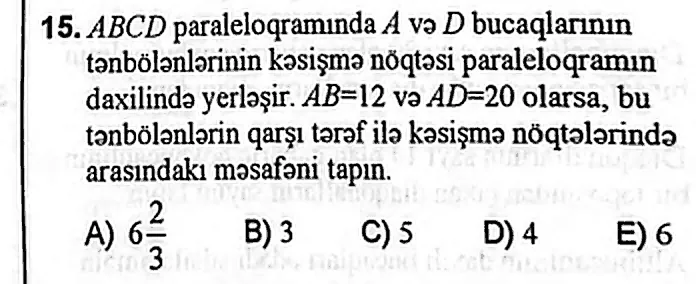 15. ABCD paraleloqramında A və D bucaqlarının
tənbölənlərinin kəsişmə nöqtəsi paraleloqramın
daxilində yerləşir. AB=12 və AD=20 olarsa, bu
tənbölənlərin qarşı tərəf ilə kəsişmə nöqtələrində
arasındakı məsafəni tapın.
A) 6 2/3 B) 3 C) 5 D) 4 E) 6